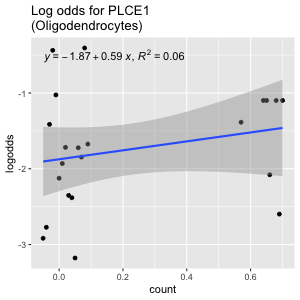 Log odds for PLCE1
(Oligodendrocytes)
y = −1.87 + 0.59 x, R² = 0.06
-1
-2
-3
logodds
0.0 0.2 0.4 0.6
count